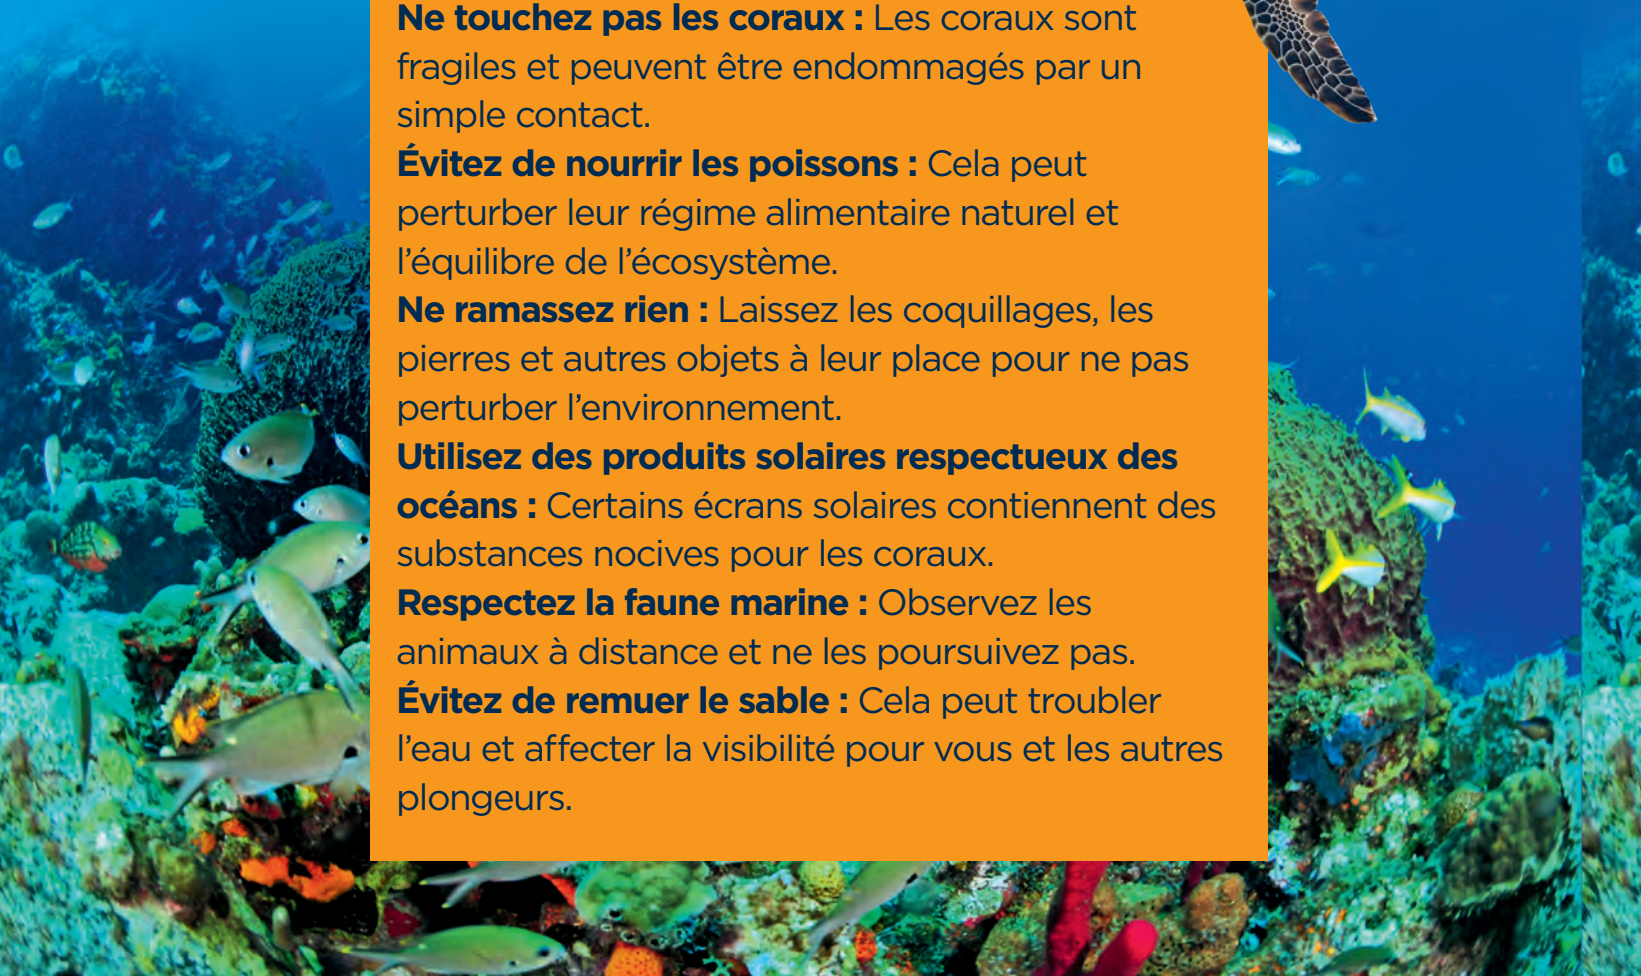 Ne touchez pas les coraux : Les coraux sont
fragiles et peuvent être endommagés par un
simple contact.
Évitez de nourrir les poissons : Cela peut
perturber leur régime alimentaire naturel et
l’équilibre de l’écosystème.
Ne ramassez rien : Laissez les coquillages, les
pierres et autres objets à leur place pour ne pas
perturber l’environnement.
Utilisez des produits solaires respectueux des
océans : Certains écrans solaires contiennent des
substances nocives pour les coraux.
Respectez la faune marine : Observez les
animaux à distance et ne les poursuivez pas.
Évitez de remuer le sable : Cela peut troubler
l’eau et affecter la visibilité pour vous et les autres
plongeurs.